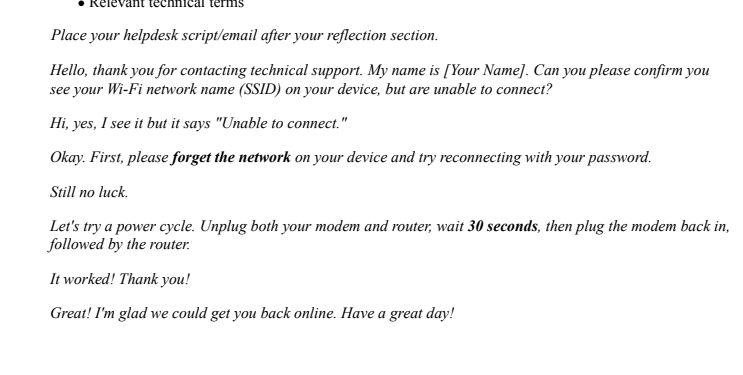 • Relevant technical terms
Place your helpdesk script/email after your reflection section.
Hello, thank you for contacting technical support. My name is [Your Name]. Can you please confirm you
see your Wi-Fi network name (SSID) on your device, but are unable to connect?
Hi, yes, I see it but it says "Unable to connect."
Okay. First, please forget the network on your device and try reconnecting with your password.
Still no luck.
Let's try a power cycle. Unplug both your modem and router, wait 30 seconds, then plug the modem back in,
followed by the router.
It worked! Thank you!
Great! I'm glad we could get you back online. Have a great day!